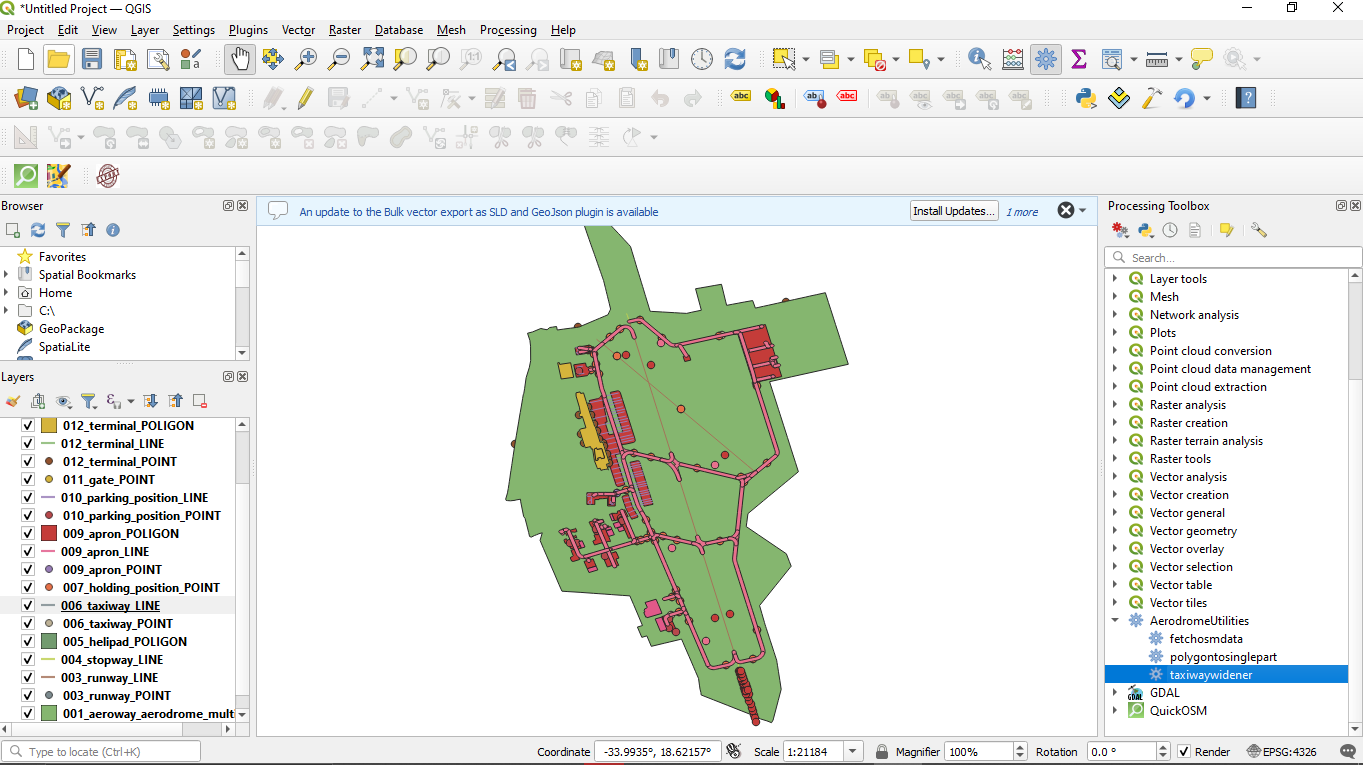 *Untitled Project — QGIS
Project Edit View Layer Settings Plugins Vector Raster Database Mesh Processing Help
Browser
Favorites
Spatial Bookmarks
Home
C:\
GeoPackage
SpatiaLite
Layers
012_terminal_POLIGON
012_terminal_LINE
012_terminal_POINT
011_gate_POINT
010_parking_position_LINE
010_parking_position_POINT
009_apron_POLIGON
009_apron_LINE
009_apron_POINT
007_holding_position_POINT
006_taxiway_LINE
006_taxiway_POINT
005_helipad_POLIGON
004_stopway_LINE
003_runway_LINE
003_runway_POINT
001_aeroway_aerodrome_mult
An update to the Bulk vector export as SLD and GeoJson plugin is available
Install Updates...
1 more
Processing Toolbox
Search...
Layer tools
Mesh
Network analysis
Plots
Point cloud conversion
Point cloud data management
Point cloud extraction
Raster analysis
Raster creation
Raster terrain analysis
Raster tools
Vector analysis
Vector creation
Vector general
Vector geometry
Vector overlay
Vector selection
Vector table
Vector tiles
AerodromeUtilities
fetchosmdata
polygontosinglepart
taxiwaywidener
GDAL
QuickOSM
Type to locate (Ctrl+K)
Coordinate -33.9935°, 18.62157° Scale 1:21184 Magnifier 100% Rotation 0.0 ° Render EPSG:4326